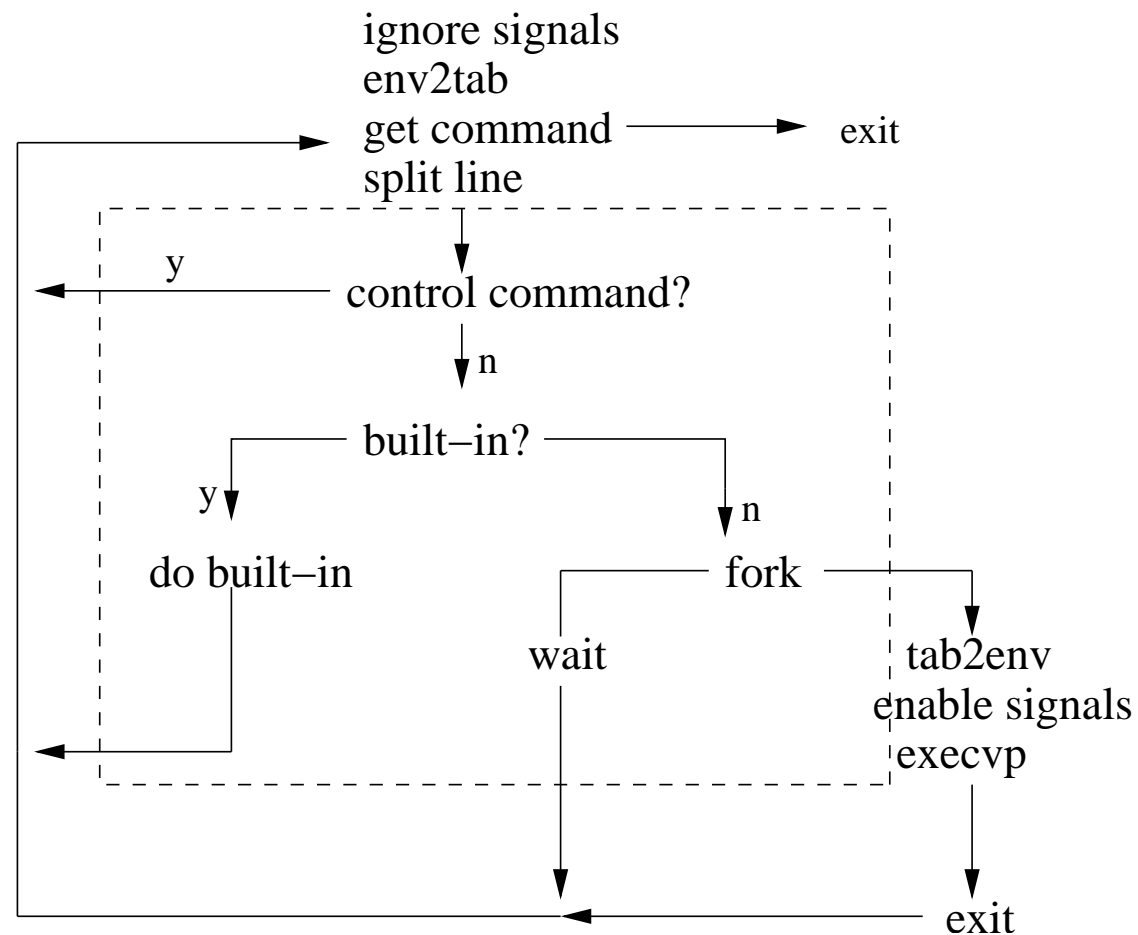 ignore signals
env2tab
get command
exit
split line
y
control command?
n
built−in?
y
n
do built−in
fork
wait
tab2env
enable signals
execvp
exit